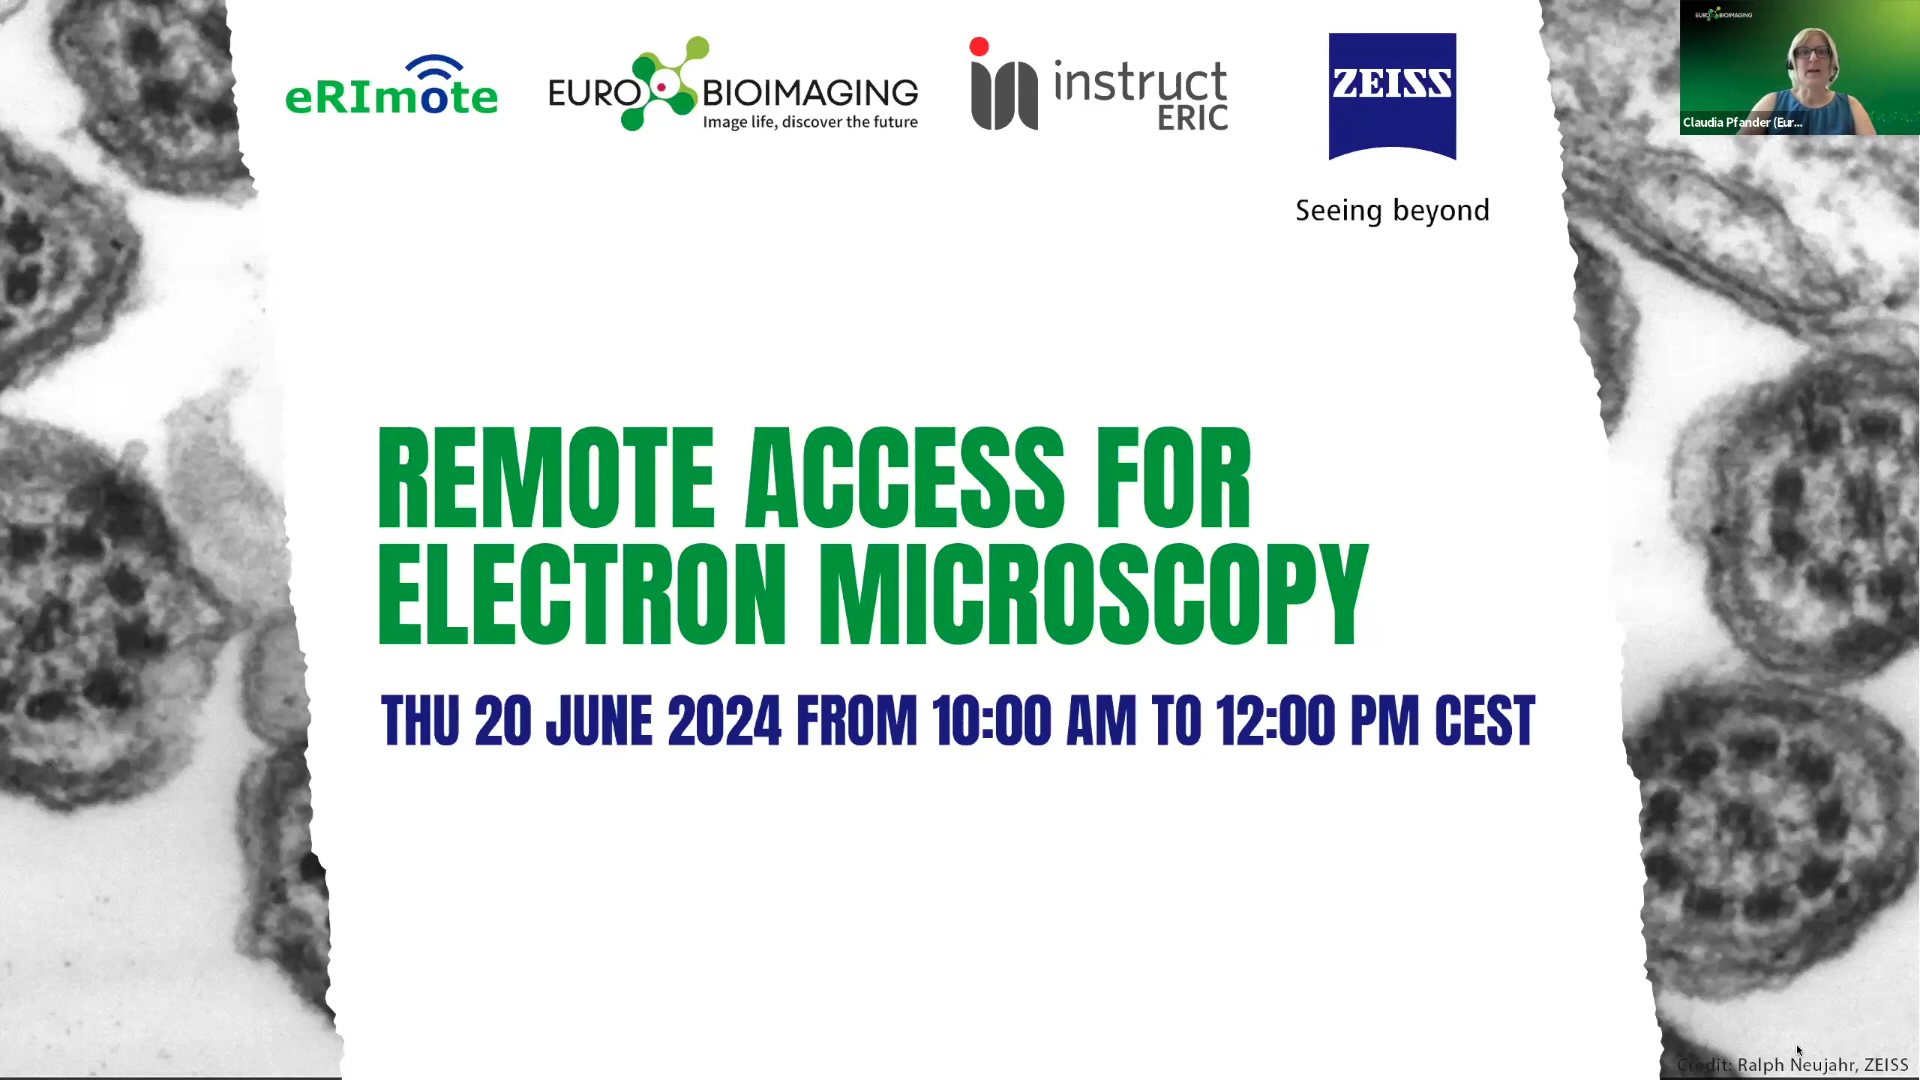 eRImote
EURO BIOIMAGING
Image life, discover the future
instruct
ERIC
ZEISS
Seeing beyond
EURO BIOIMAGING
Claudia Pfander (Eur...
REMOTE ACCESS FOR
ELECTRON MICROSCOPY
THU 20 JUNE 2024 FROM 10:00 AM TO 12:00 PM CEST
Credit: Ralph Neujahr, ZEISS